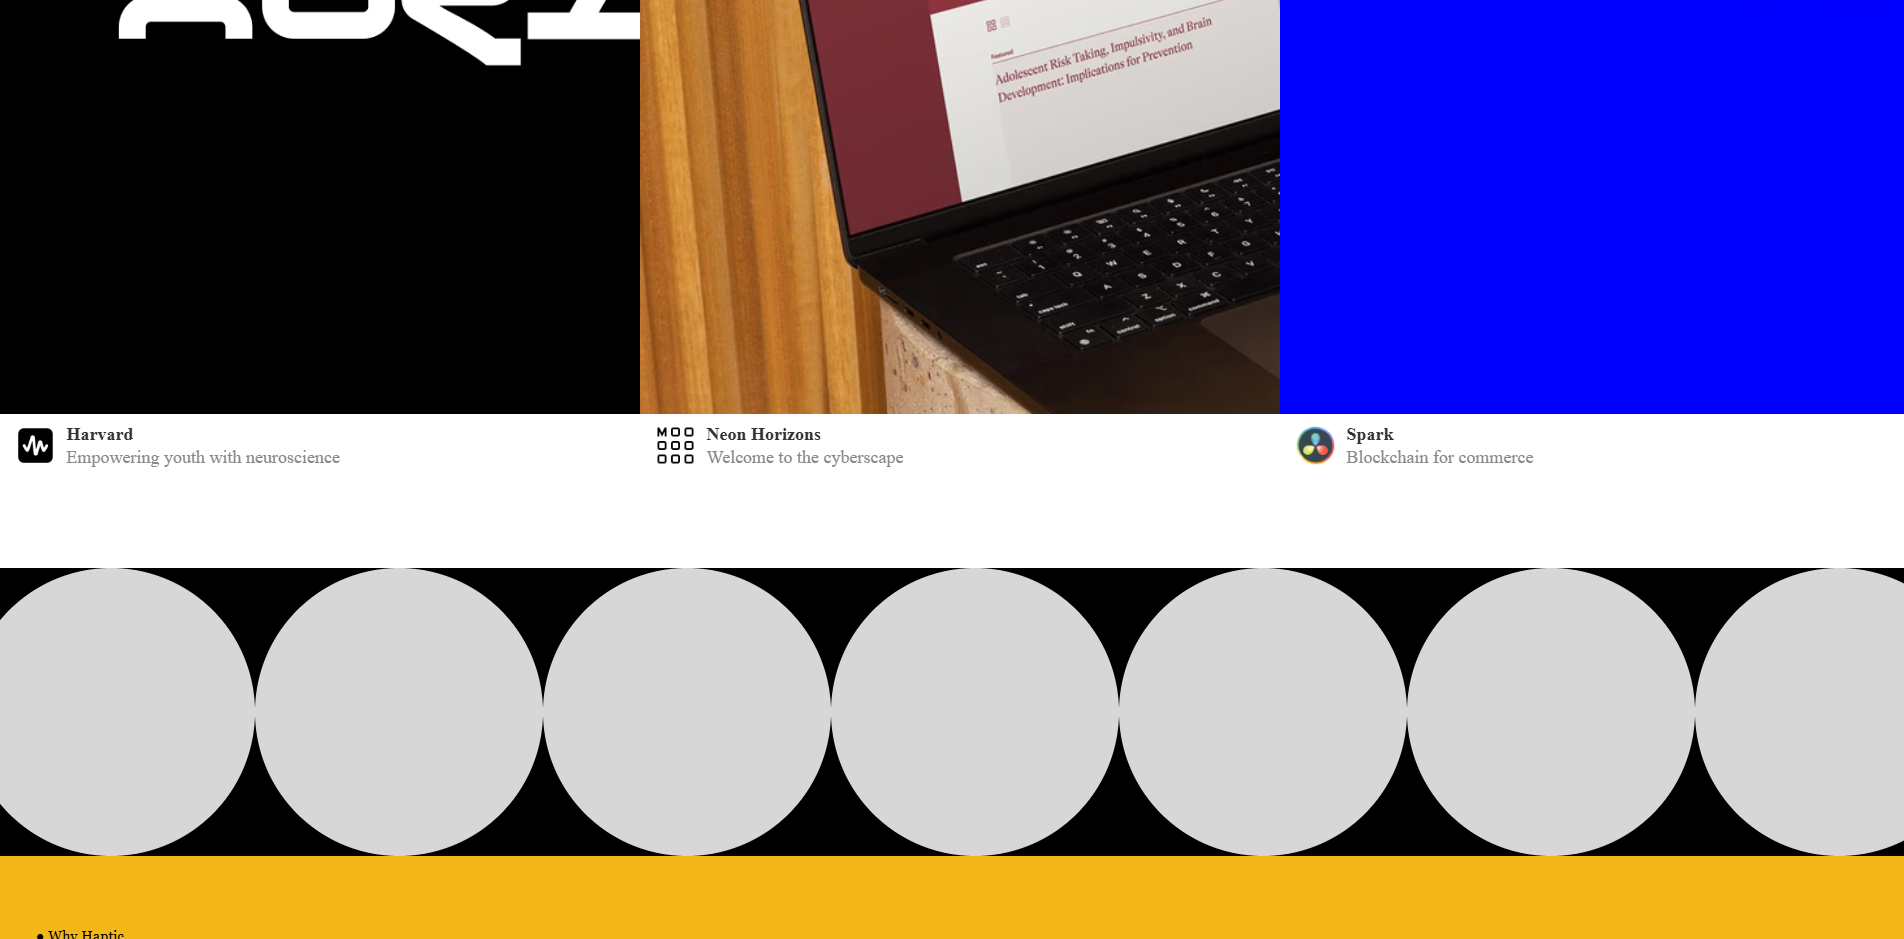 Featured
Adolescent Risk Taking, Impulsivity, and Brain
Development: Implications for Prevention
Harvard
Empowering youth with neuroscience
Neon Horizons
Welcome to the cyberscape
Spark
Blockchain for commerce
• Why Haptic